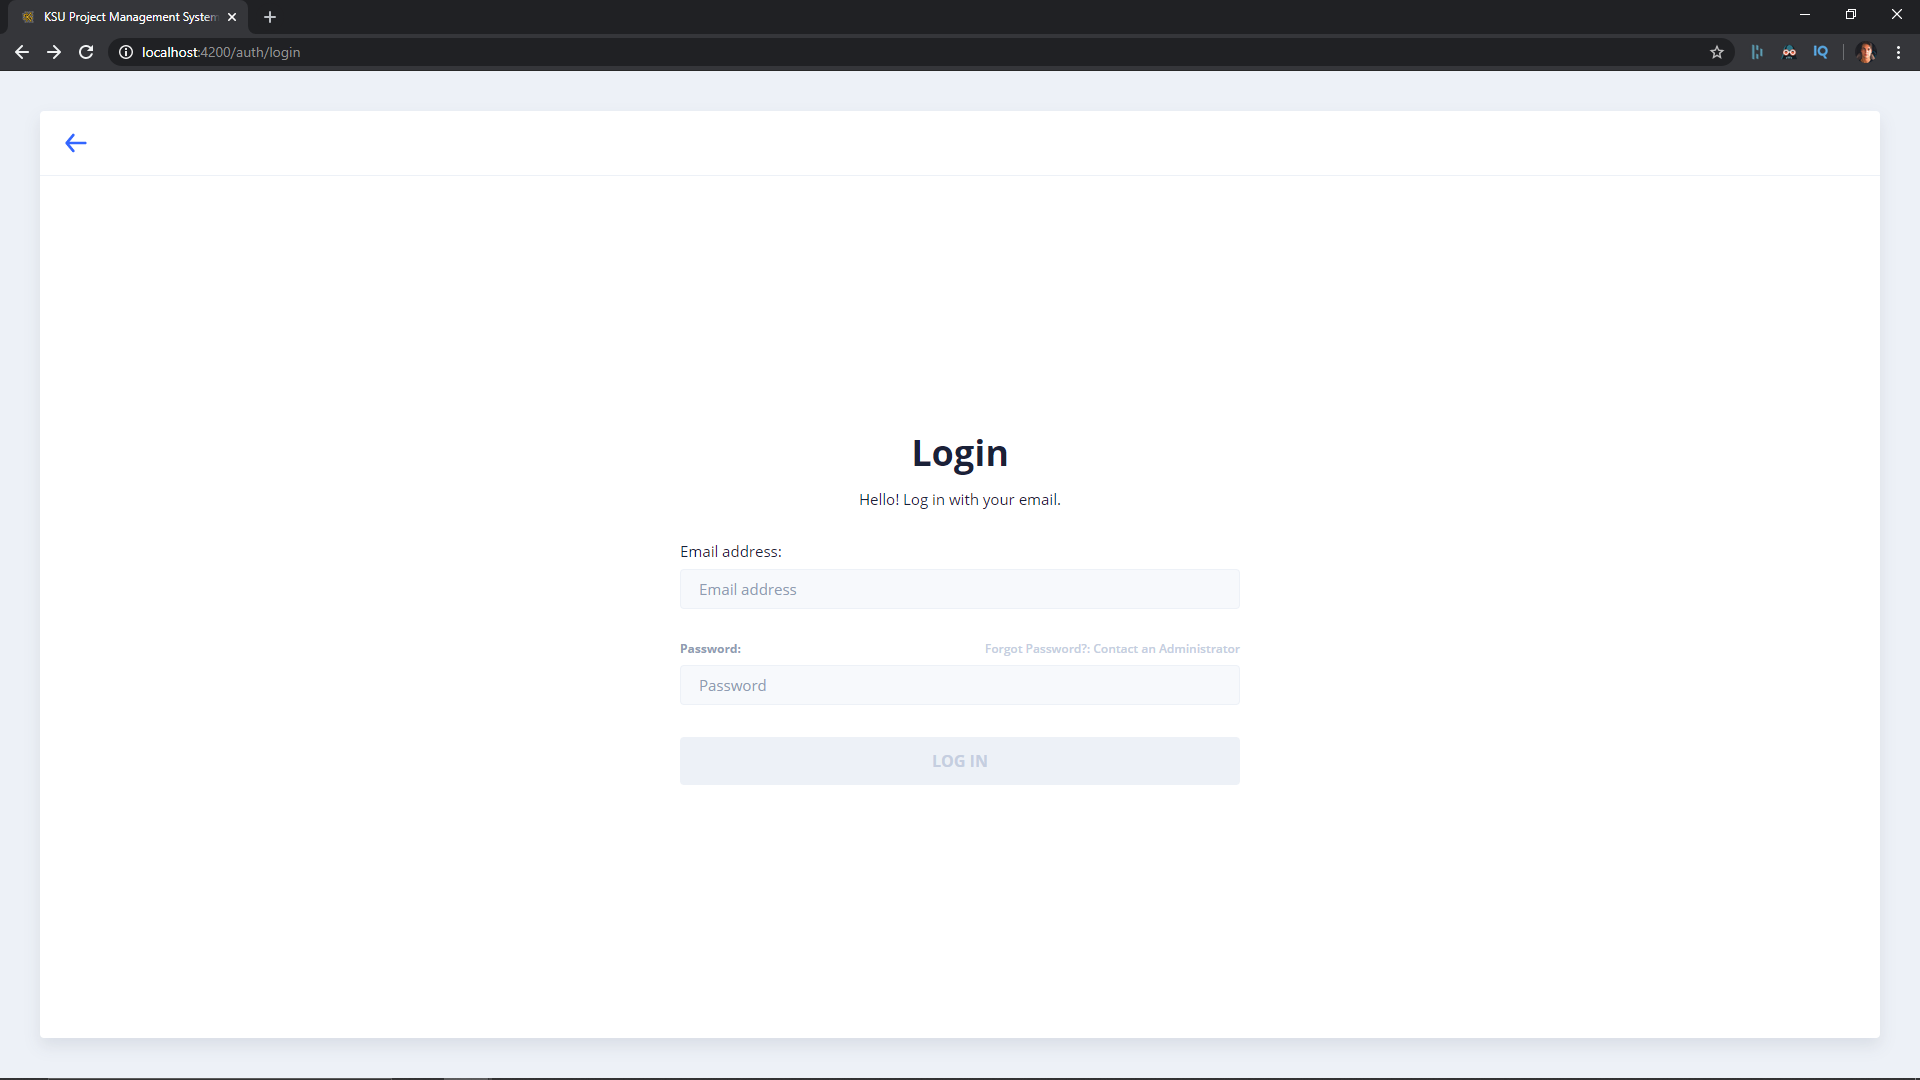 KSU Project Management System
localhost:4200/auth/login
IQ
Login
Hello! Log in with your email.
Email address:
Email address
Password:
Forgot Password?: Contact an Administrator
Password
LOG IN